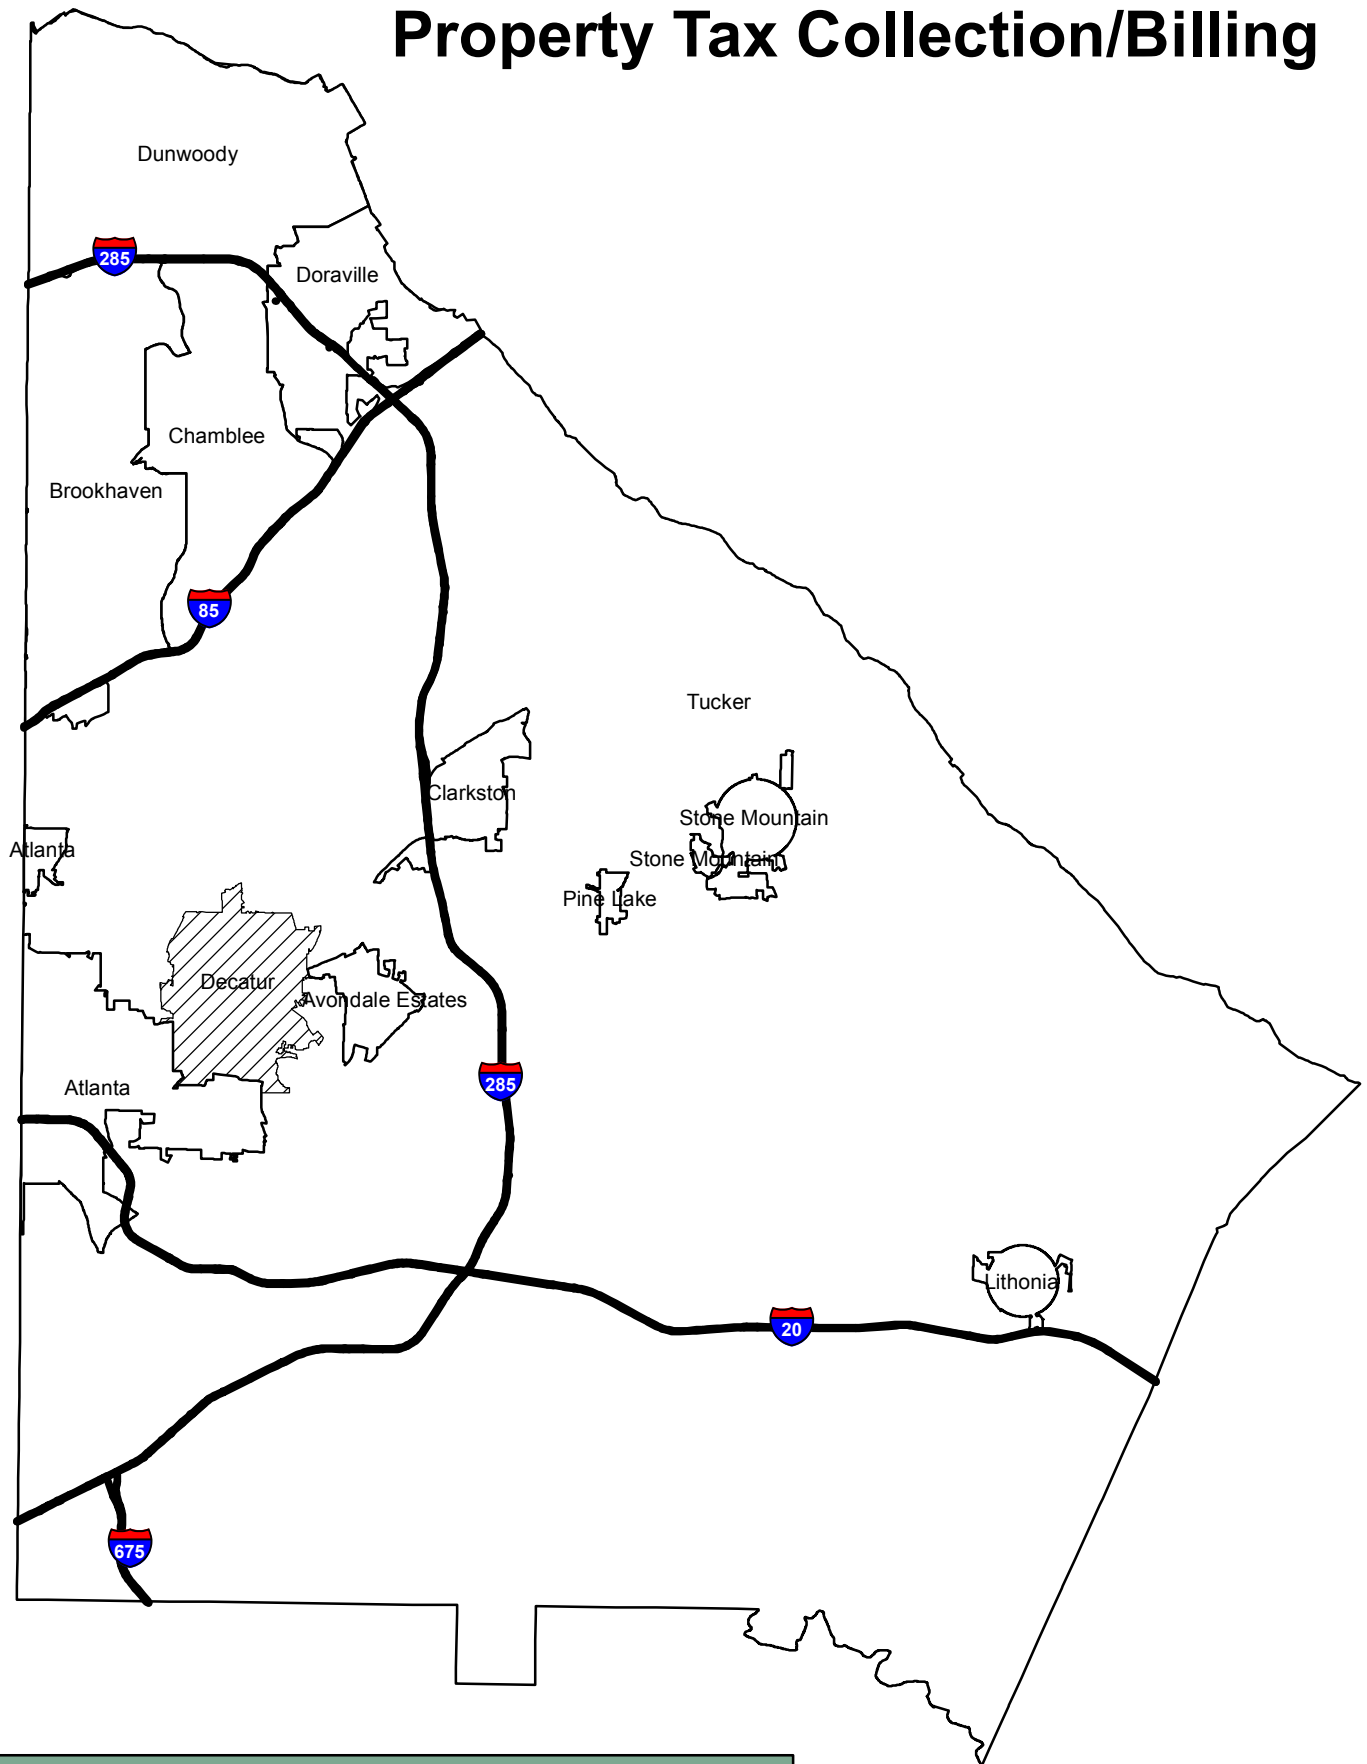 Property Tax Collection/Billing
Dunwoody
285
Doraville
Chamblee
Brookhaven
85
Tucker
Clarkston
Stone Mountain
Atlanta
Stone Mountain
Pine Lake
Decatur
Avondale Estates
285
Atlanta
Lithonia
20
675